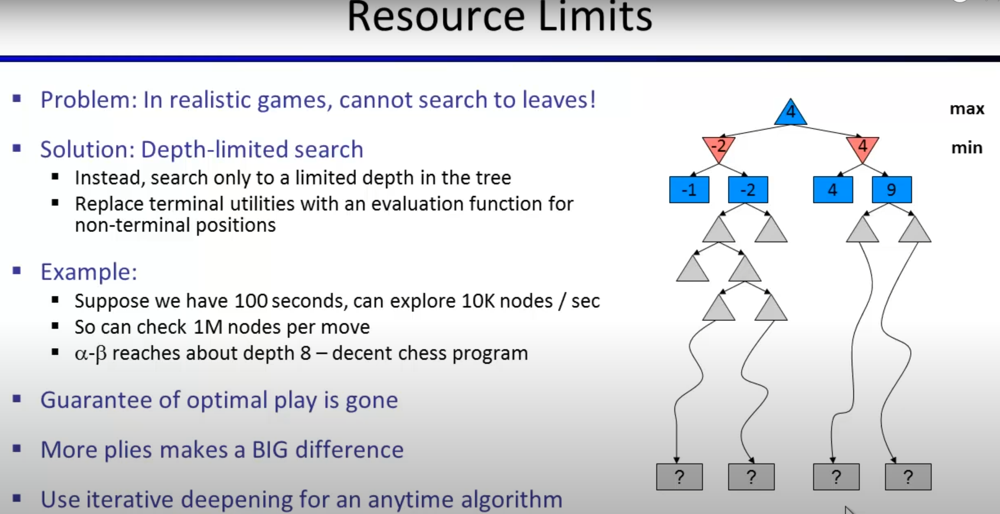 Resource Limits
Problem: In realistic games, cannot search to leaves!
Solution: Depth-limited search
Instead, search only to a limited depth in the tree
Replace terminal utilities with an evaluation function for
non-terminal positions
Example:
Suppose we have 100 seconds, can explore 10K nodes / sec
So can check 1M nodes per move
α-β reaches about depth 8 – decent chess program
Guarantee of optimal play is gone
More plies makes a BIG difference
Use iterative deepening for an anytime algorithm
4
max
-2
4
min
-1
-2
4
9
?
?
?
?